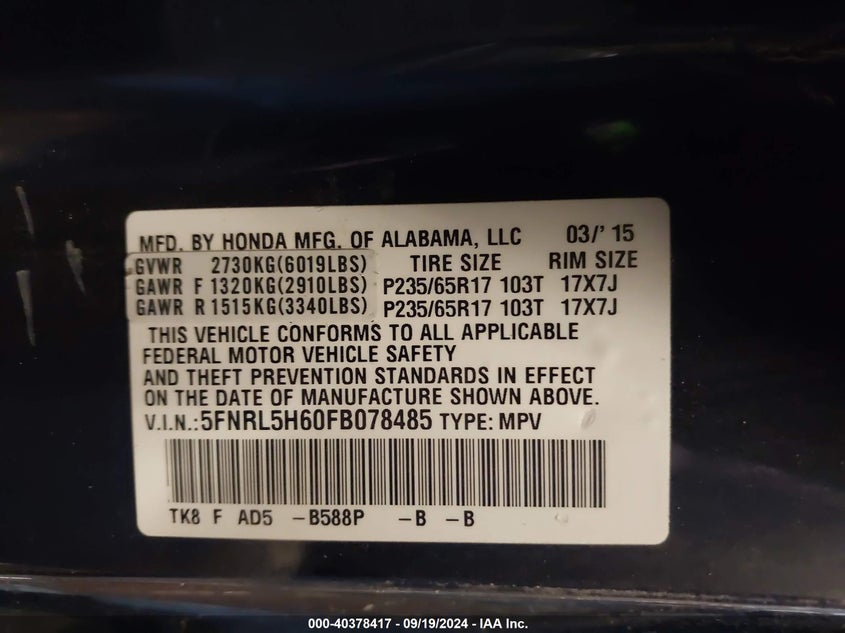 MFD. BY HONDA MFG. OF ALABAMA, LLC 03/' 15
GVWR 2730KG(6019LBS) TIRE SIZE RIM SIZE
GAWR F 1320KG(2910LBS) P235/65R17 103T 17X7J
GAWR R 1515KG(3340LBS) P235/65R17 103T 17X7J
THIS VEHICLE CONFORMS TO ALL APPLICABLE
FEDERAL MOTOR VEHICLE SAFETY
AND THEFT PREVENTION STANDARDS IN EFFECT
ON THE DATE OF MANUFACTURE SHOWN ABOVE.
V.I.N.:5FNRL5H60FB078485 TYPE: MPV
TK8 F AD5 -B588P -B -B
000-40378417 - 09/19/2024 - IAA Inc.